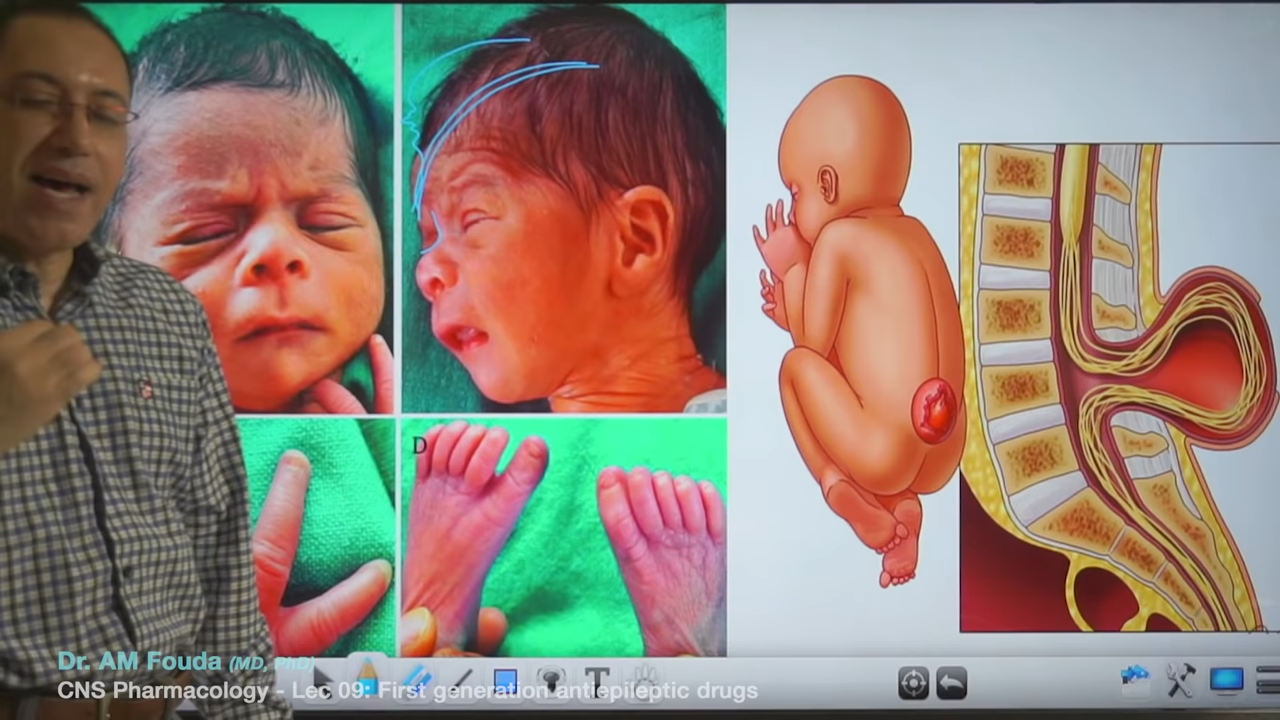 D
Dr. AM Fouda (MD, PhD)
CNS Pharmacology - Lec 09: First generation antiepileptic drugs
T